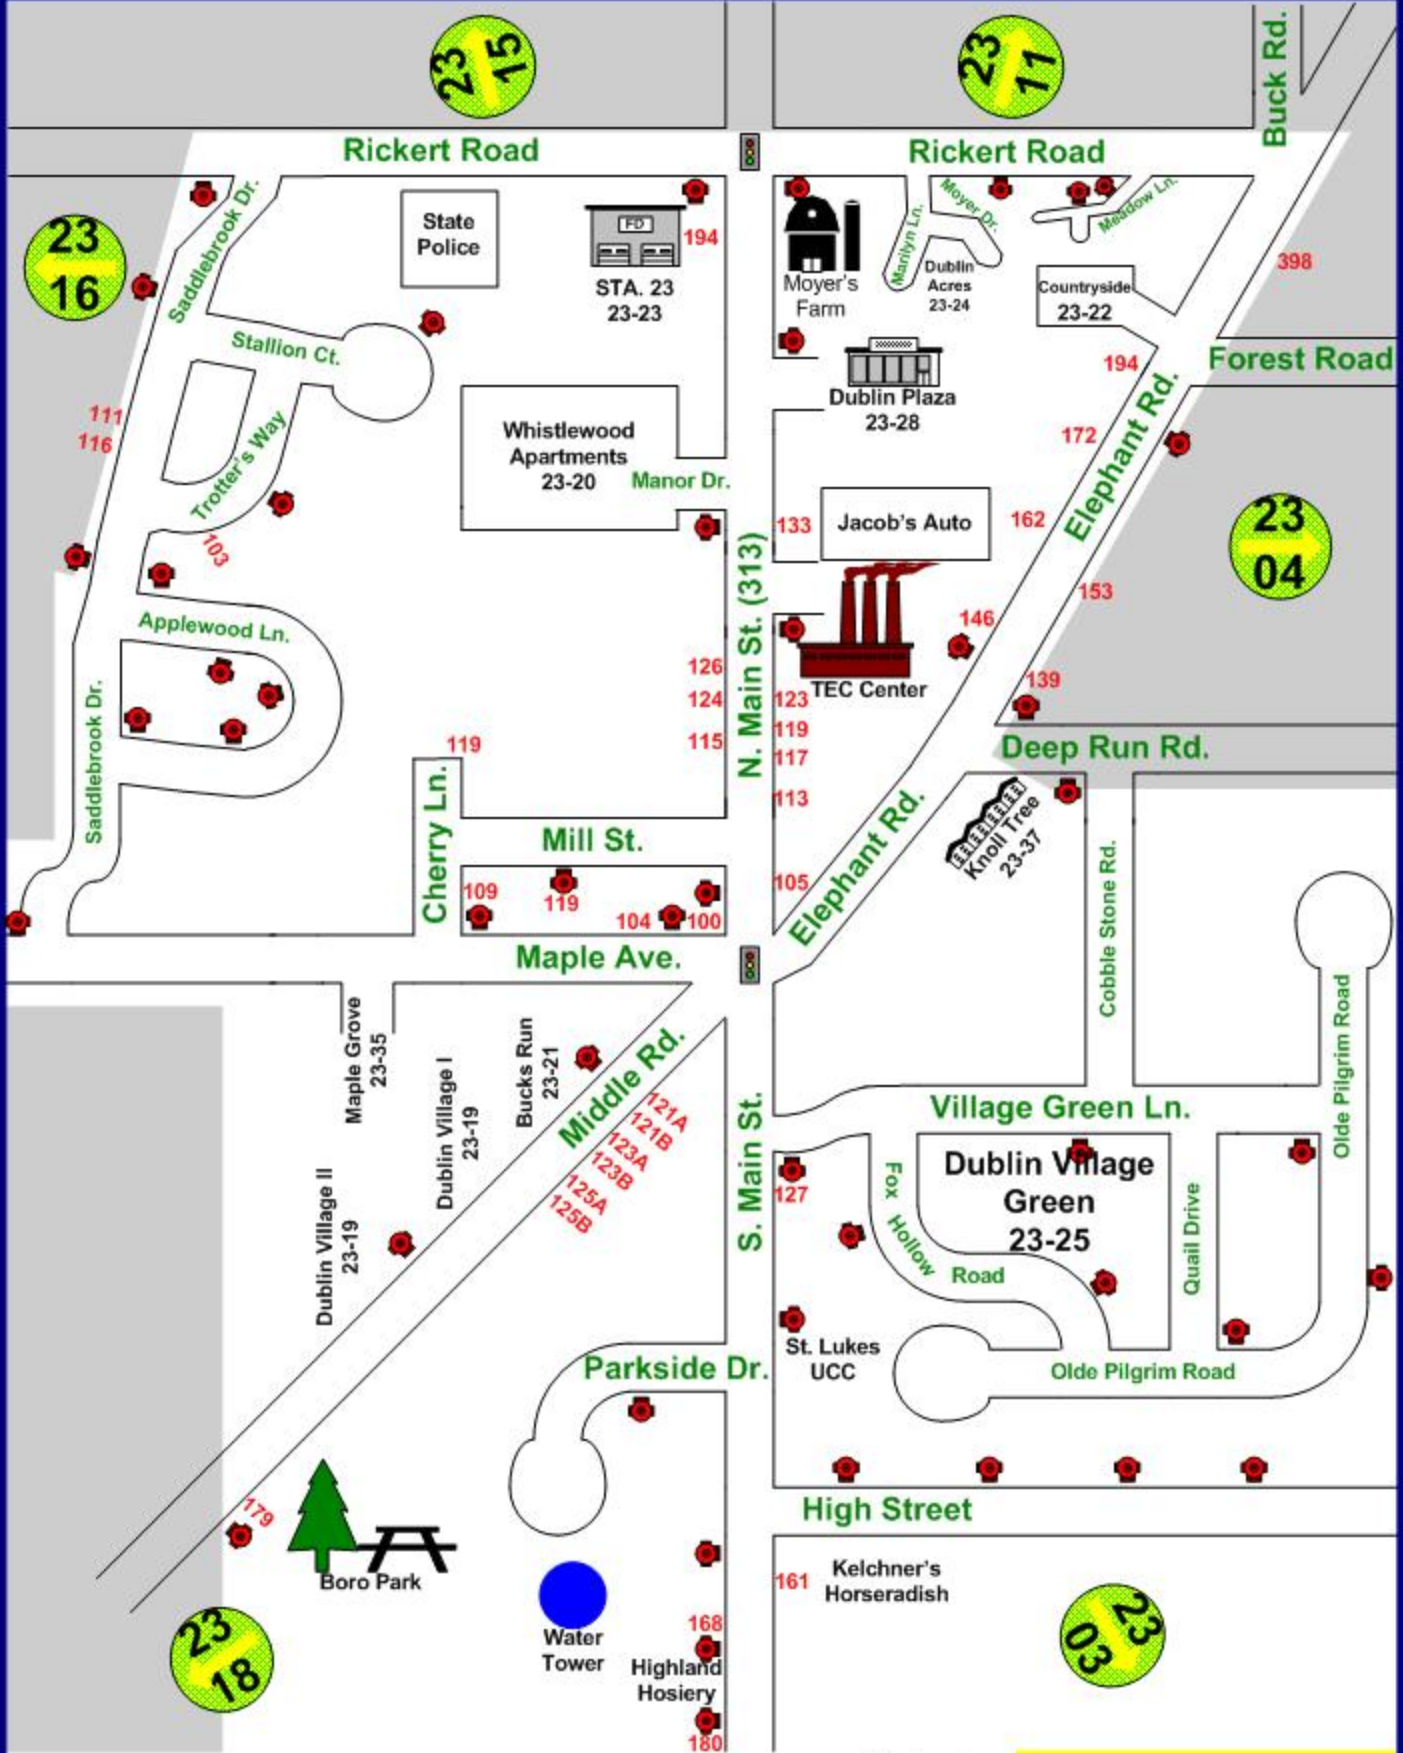 23
15
23
11
Buck Rd.
Rickert Road
Rickert Road
Saddlebrook Dr.
State
Police
FD
194
STA. 23
23-23
Moyer's
Farm
Marilyn Ln.
Moyer Dr.
Meadow Ln.
Dublin
Acres
23-24
Countryside
23-22
398
23
16
Stallion Ct.
Forest Road
194
Dublin Plaza
23-28
111
116
Trotter's Way
103
Whistlewood
Apartments
23-20
Manor Dr.
172
Elephant Rd.
133
Jacob's Auto
162
23
04
153
N. Main St. (313)
146
TEC Center
Applewood Ln.
126
124
115
123
119
117
113
139
Deep Run Rd.
Saddlebrook Dr.
119
Cherry Ln.
Mill St.
109
119
104
100
105
Elephant Rd.
Knoll Tree
23-37
Cobble Stone Rd.
Maple Ave.
Maple Grove
23-35
Dublin Village I
23-19
Bucks Run
23-21
Dublin Village II
23-19
Middle Rd.
121A
121B
123A
123B
125A
125B
S. Main St.
Olde Pilgrim Road
Village Green Ln.
127
Fox
Hollow
Road
Dublin Village
Green
23-25
Quail Drive
St. Lukes
UCC
Parkside Dr.
Olde Pilgrim Road
High Street
179
Boro Park
Water
Tower
168
Highland
Hosiery
180
161
Kelchner's
Horseradish
23
18
23
03